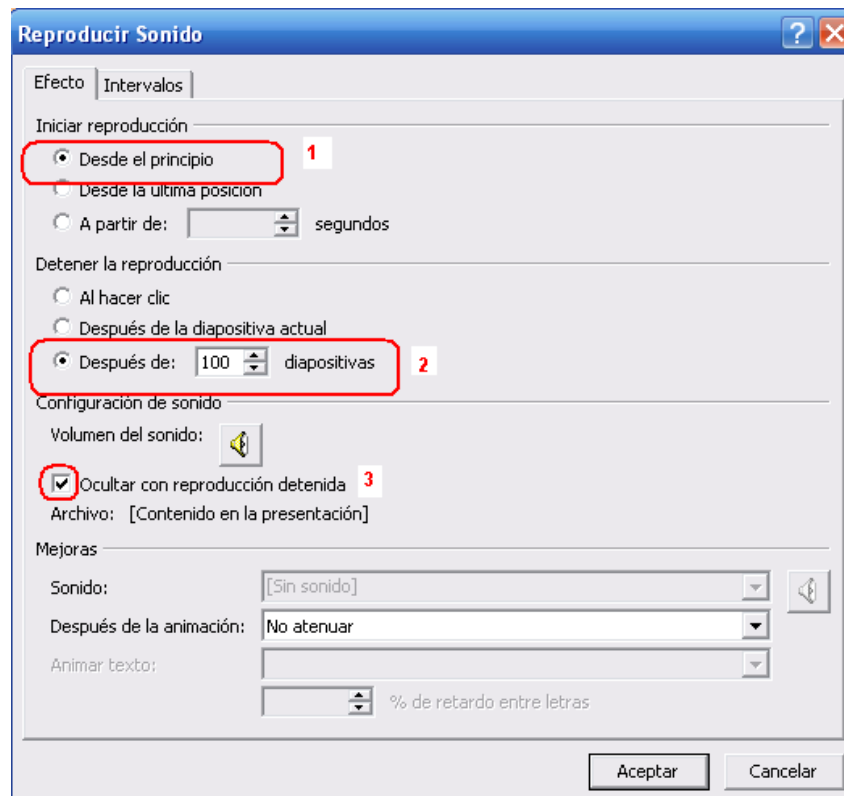 Reproducir Sonido
Efecto Intervalos
Iniciar reproducción
Desde el principio 1
Desde la última posición
A partir de: segundos
Detener la reproducción
Al hacer clic
Después de la diapositiva actual
Después de: 100 diapositivas 2
Configuración de sonido
Volumen del sonido:
Ocultar con reproducción detenida 3
Archivo: [Contenido en la presentación]
Mejoras
Sonido: [Sin sonido]
Después de la animación: No atenuar
Animar texto:
% de retardo entre letras
Aceptar Cancelar